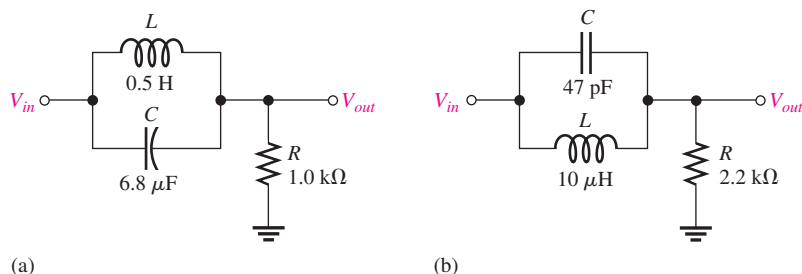 L
0.5 H
V_in
C
6.8 μF
V_out
R
1.0 kΩ
(a)
C
47 pF
V_in
L
10 μH
V_out
R
2.2 kΩ
(b)